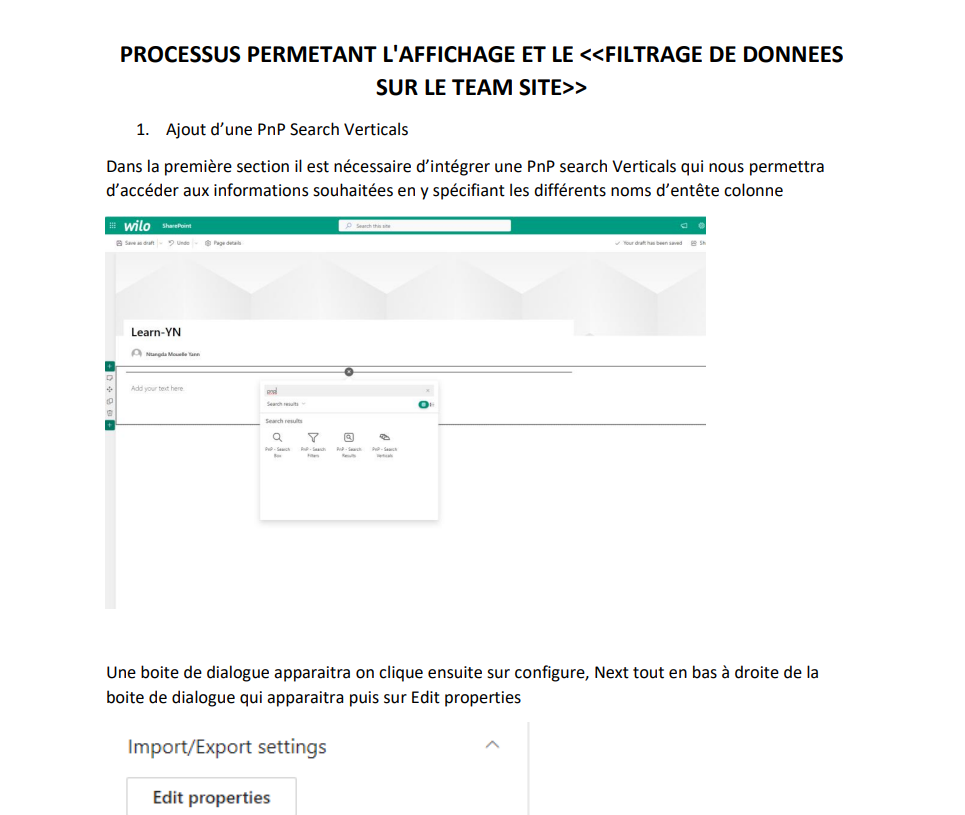 PROCESSUS PERMETANT L'AFFICHAGE ET LE <<FILTRAGE DE DONNEES
SUR LE TEAM SITE>>
1. Ajout d’une PnP Search Verticals
Dans la première section il est nécessaire d’intégrer une PnP search Verticals qui nous permettra
d’accéder aux informations souhaitées en y spécifiant les différents noms d’entête colonne
wilo SharePoint Search this site
Save as draft Undo Page details Your draft has been saved Sh
Learn-YN
Ntangda Mouelle Yann
Add your text here
pnp
Search results
Search results
PnP - Search Box
PnP - Search Filters
PnP - Search Results
PnP - Search Verticals
Une boite de dialogue apparaitra on clique ensuite sur configure, Next tout en bas à droite de la
boite de dialogue qui apparaitra puis sur Edit properties
Import/Export settings
Edit properties